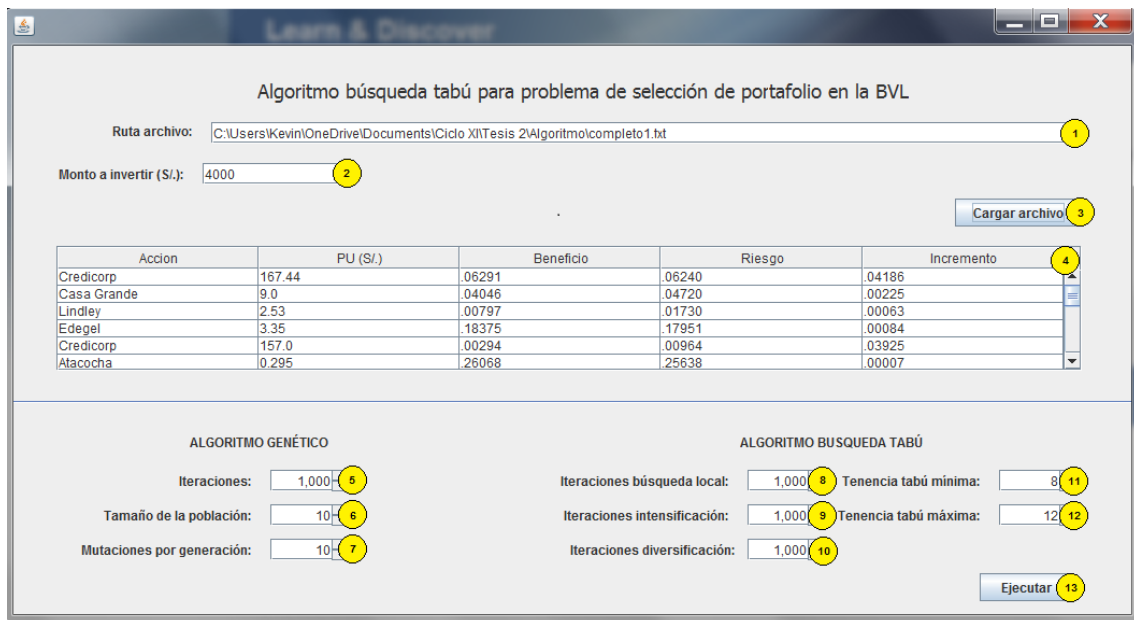 Learn & Discover
Algoritmo búsqueda tabú para problema de selección de portafolio en la BVL
Ruta archivo: C:\Users\Kevin\OneDrive\Documents\Ciclo XI\Tesis 2\Algoritmo\completo1.txt 1
Monto a invertir (S/.): 4000 2
Cargar archivo 3
Accion PU (S/.) Beneficio Riesgo Incremento 4
Credicorp 167.44 .06291 .06240 .04186
Casa Grande 9.0 .04046 .04720 .00225
Lindley 2.53 .00797 .01730 .00063
Edegel 3.35 .18375 .17951 .00084
Credicorp 157.0 .00294 .00964 .03925
Atacocha 0.295 .26068 .25638 .00007
ALGORITMO GENÉTICO ALGORITMO BUSQUEDA TABÚ
Iteraciones: 1,000 5 Iteraciones búsqueda local: 1,000 8 Tenencia tabú mínima: 8 11
Tamaño de la población: 10 6 Iteraciones intensificación: 1,000 9 Tenencia tabú máxima: 12 12
Mutaciones por generación: 10 7 Iteraciones diversificación: 1,000 10
Ejecutar 13